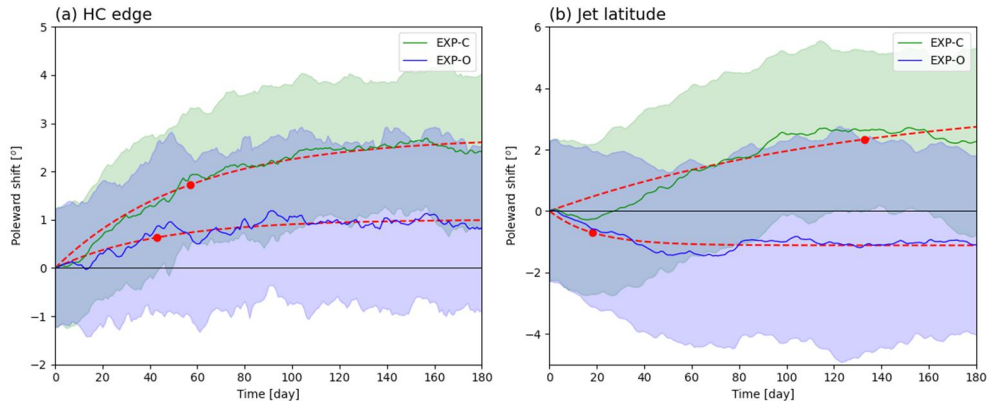 (a) HC edge
5
4
3
2
1
0
−1
−2
Poleward shift [°]
0 20 40 60 80 100 120 140 160 180
Time [day]
EXP-C
EXP-O
(b) Jet latitude
6
4
2
0
−2
−4
Poleward shift [°]
0 20 40 60 80 100 120 140 160 180
Time [day]
EXP-C
EXP-O